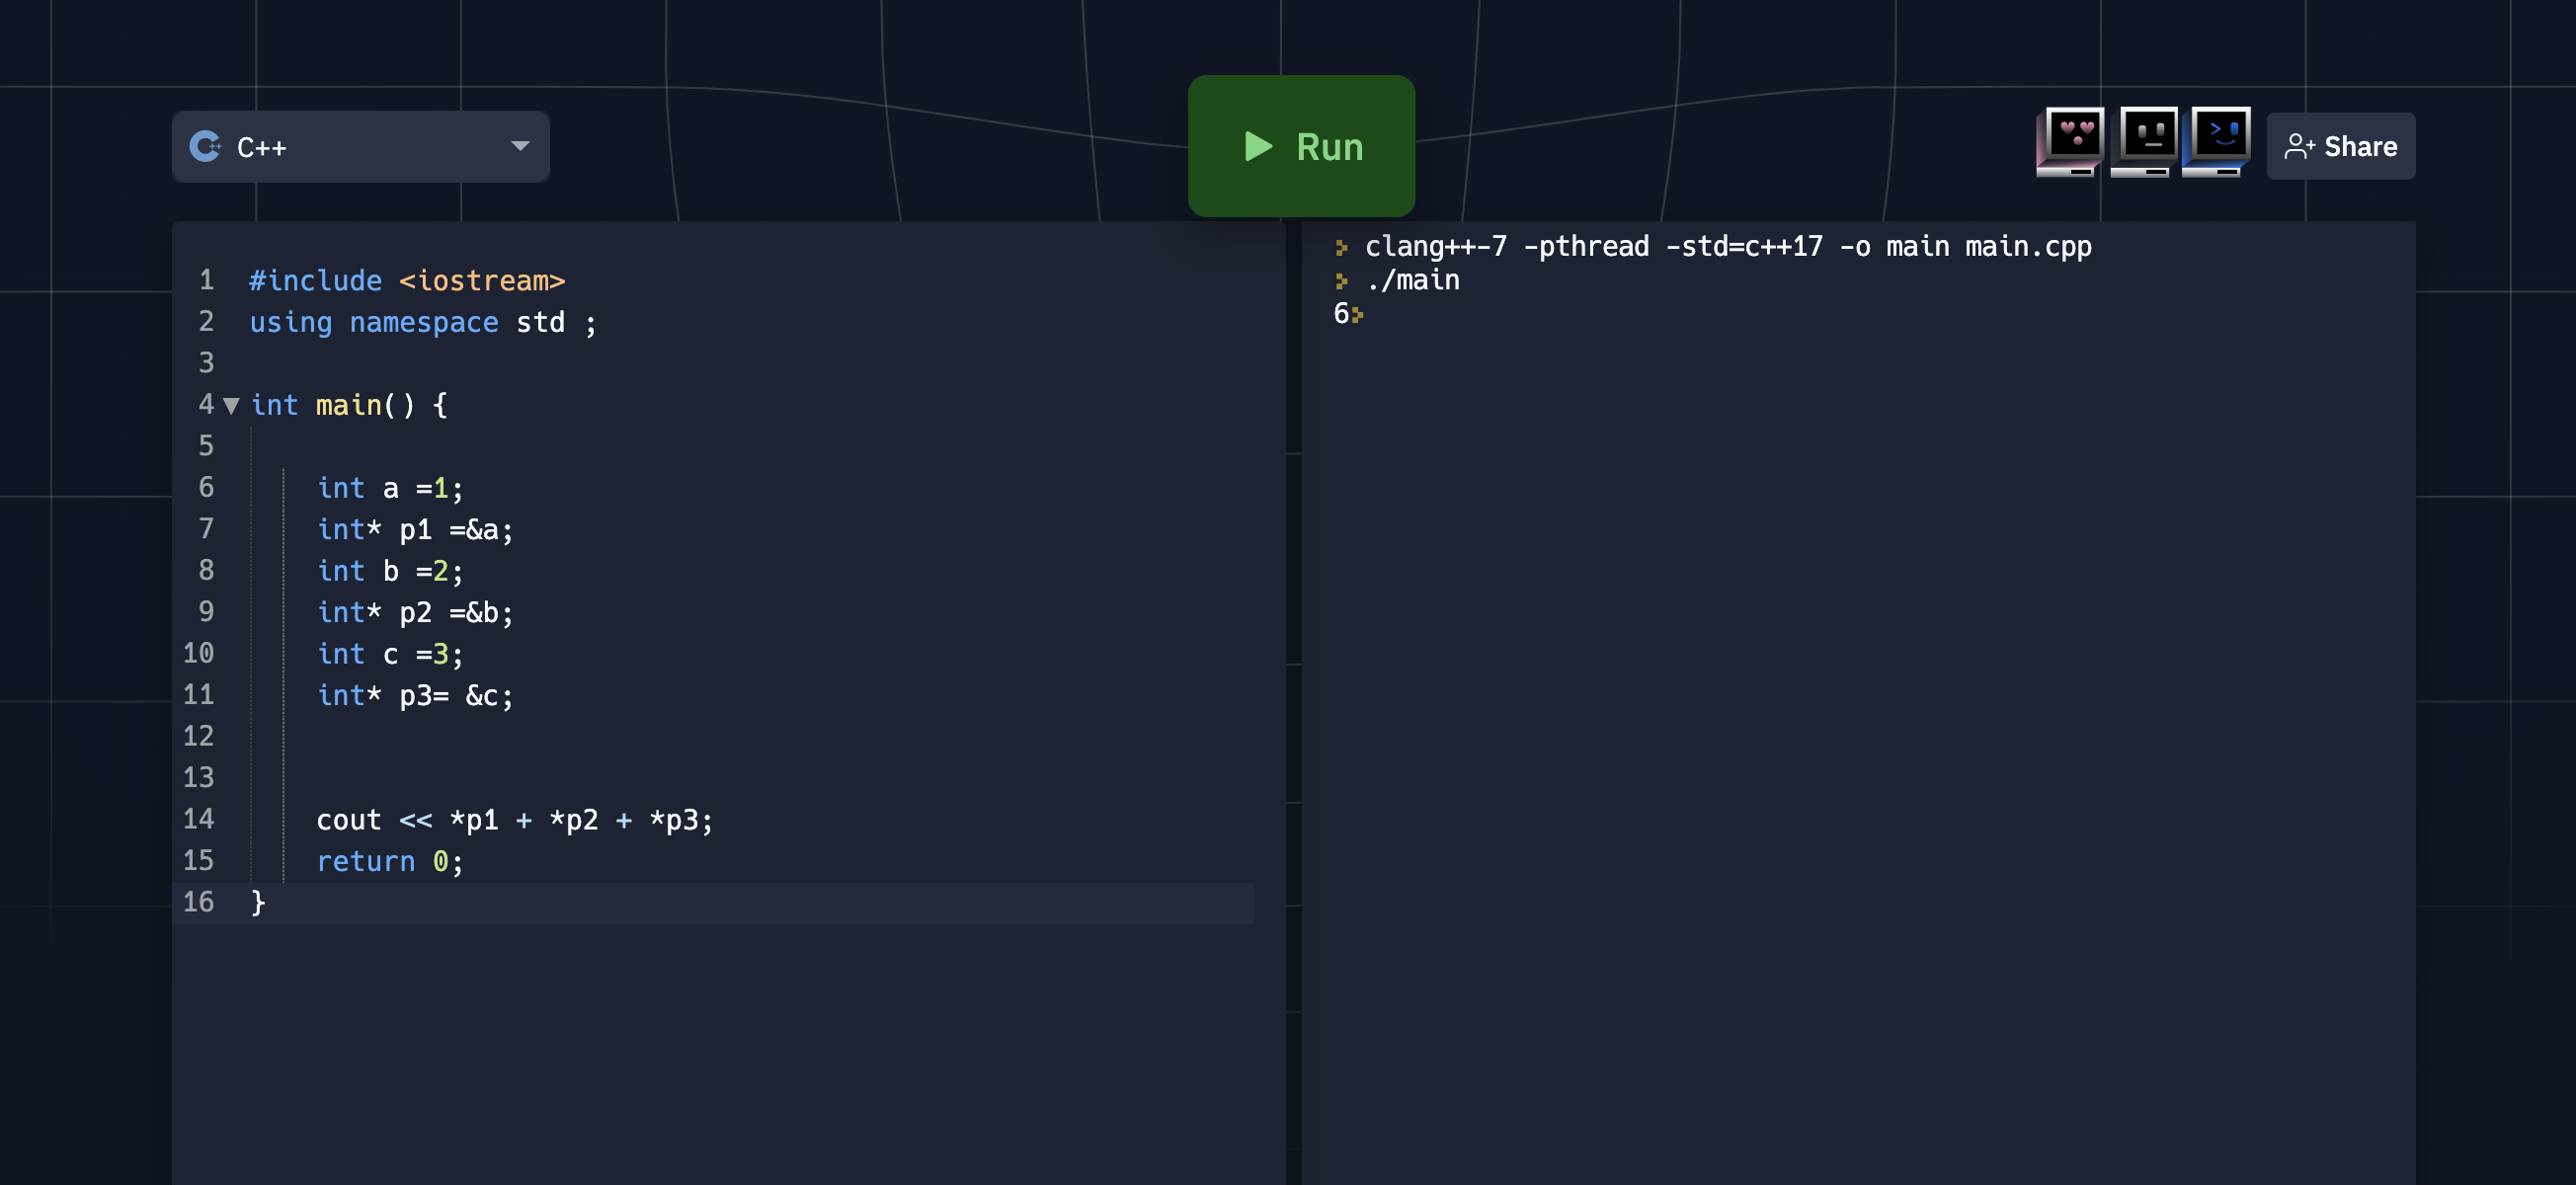 C++
Run
Share
1 #include <iostream>
2 using namespace std ;
3
4 int main() {
5
6 int a =1;
7 int* p1 =&a;
8 int b =2;
9 int* p2 =&b;
10 int c =3;
11 int* p3= &c;
12
13
14 cout << *p1 + *p2 + *p3;
15 return 0;
16 }
clang++-7 -pthread -std=c++17 -o main main.cpp
./main
6